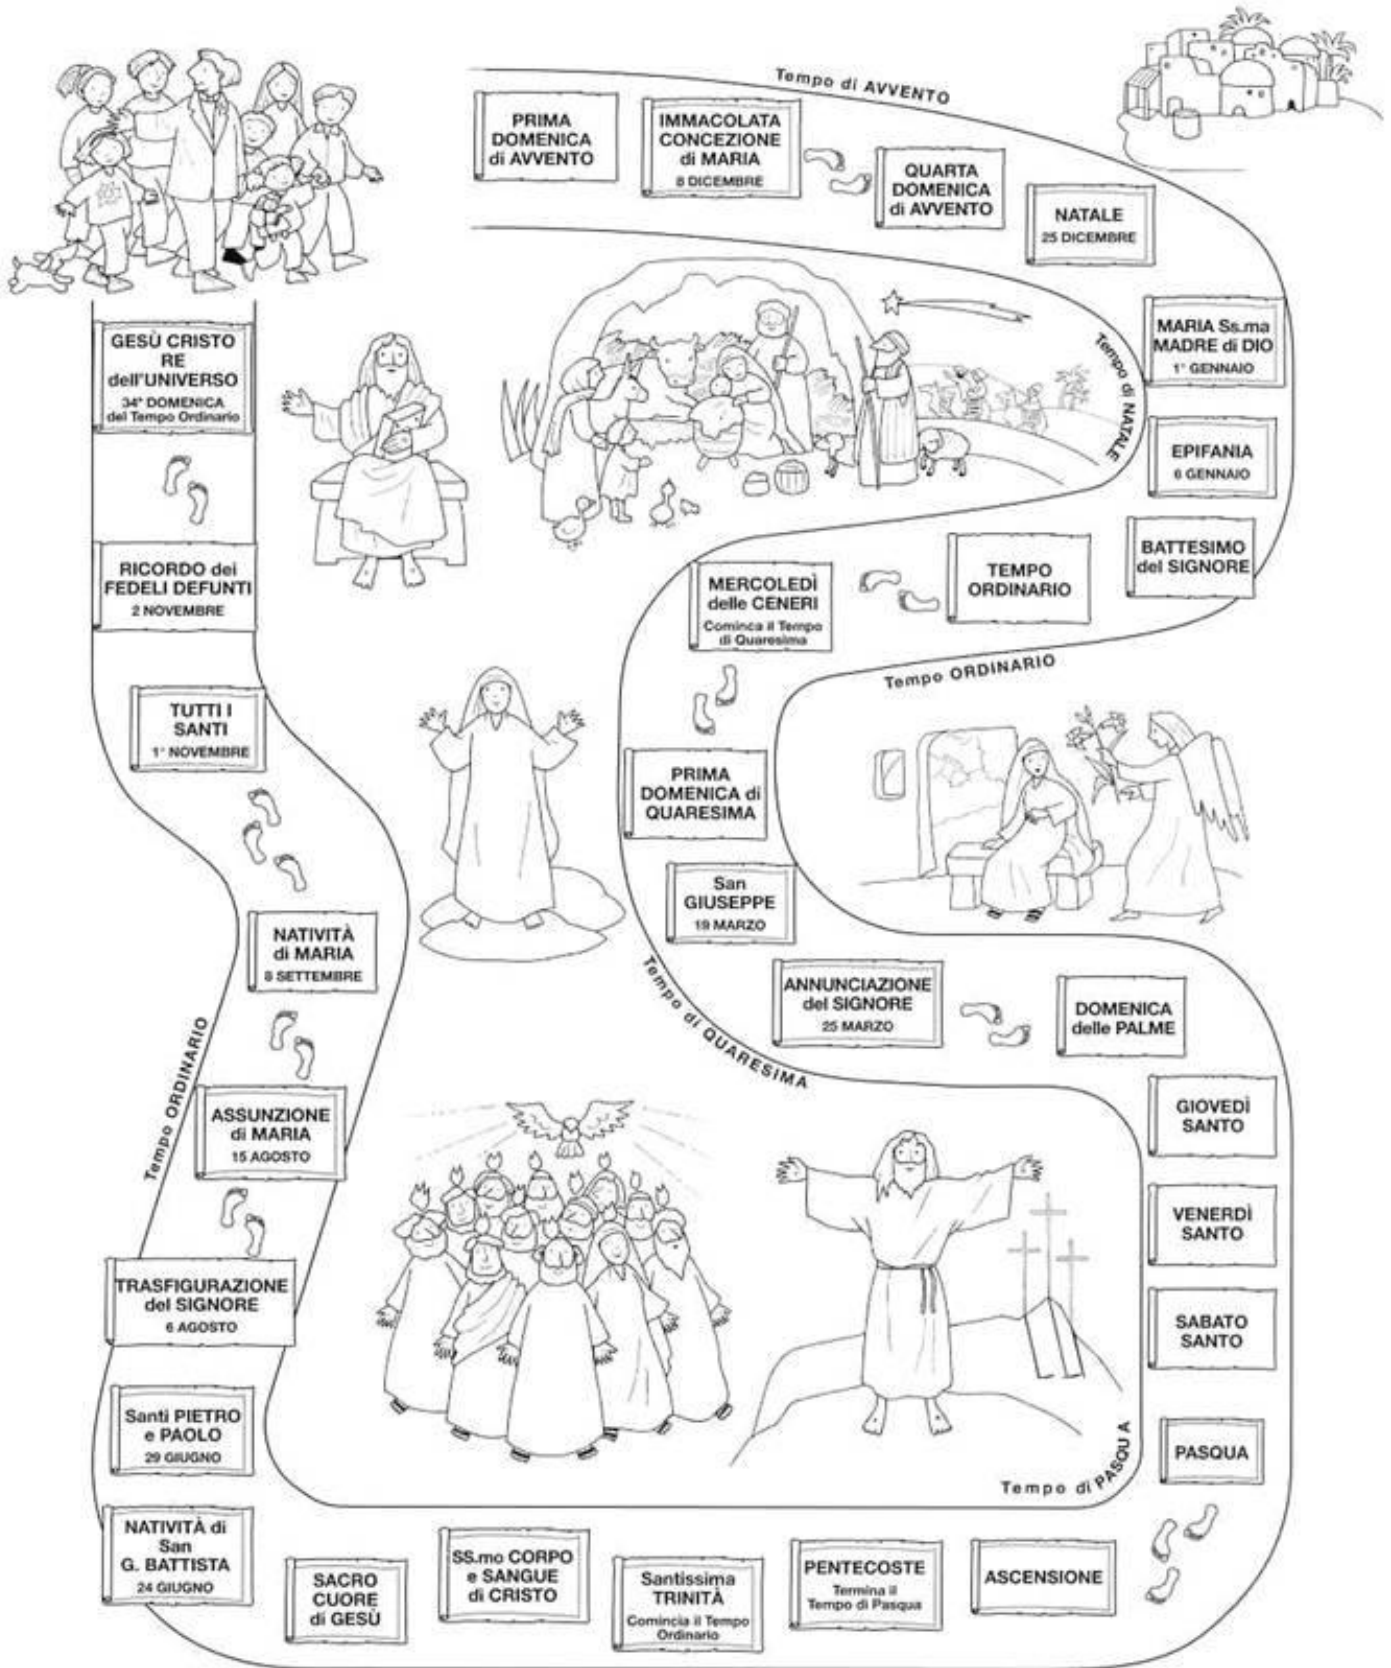 Tempo di AVVENTO
PRIMA
DOMENICA
di AVVENTO
IMMACOLATA
CONCEZIONE
di MARIA
8 DICEMBRE
QUARTA
DOMENICA
di AVVENTO
NATALE
25 DICEMBRE
Tempo di NATALE
MARIA Ss.ma
MADRE di DIO
1° GENNAIO
EPIFANIA
6 GENNAIO
BATTESIMO
del SIGNORE
TEMPO
ORDINARIO
Tempo ORDINARIO
MERCOLEDÌ
delle CENERI
Cominca il Tempo
di Quaresima
PRIMA
DOMENICA di
QUARESIMA
San
GIUSEPPE
19 MARZO
Tempo di QUARESIMA
ANNUNCIAZIONE
del SIGNORE
25 MARZO
DOMENICA
delle PALME
GIOVEDÌ
SANTO
VENERDÌ
SANTO
SABATO
SANTO
PASQUA
Tempo di PASQUA
ASCENSIONE
PENTECOSTE
Termina il
Tempo di Pasqua
Santissima
TRINITÀ
Comincia il Tempo
Ordinario
SS.mo CORPO
e SANGUE
di CRISTO
SACRO
CUORE
di GESÙ
NATIVITÀ di
San
G. BATTISTA
24 GIUGNO
Santi PIETRO
e PAOLO
29 GIUGNO
TRASFIGURAZIONE
del SIGNORE
6 AGOSTO
ASSUNZIONE
di MARIA
15 AGOSTO
Tempo ORDINARIO
NATIVITÀ
di MARIA
8 SETTEMBRE
TUTTI I
SANTI
1° NOVEMBRE
RICORDO dei
FEDELI DEFUNTI
2 NOVEMBRE
GESÙ CRISTO
RE
dell'UNIVERSO
34ª DOMENICA
del Tempo Ordinario